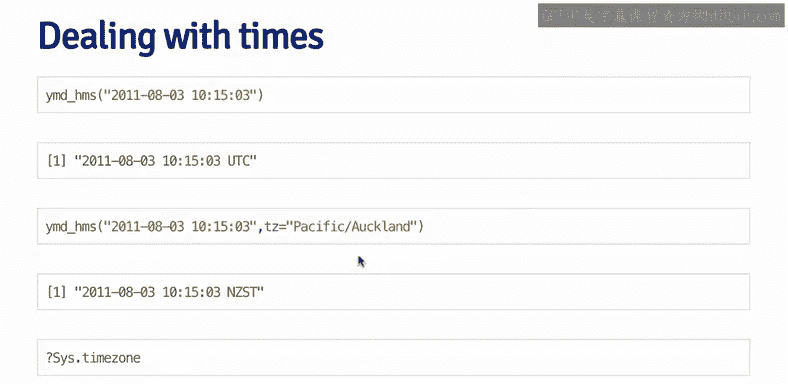 Dealing with times
ymd_hms("2011-08-03 10:15:03")
[1] "2011-08-03 10:15:03 UTC"
ymd_hms("2011-08-03 10:15:03",tz="Pacific/Auckland")
[1] "2011-08-03 10:15:03 NZST"
?Sys.timezone